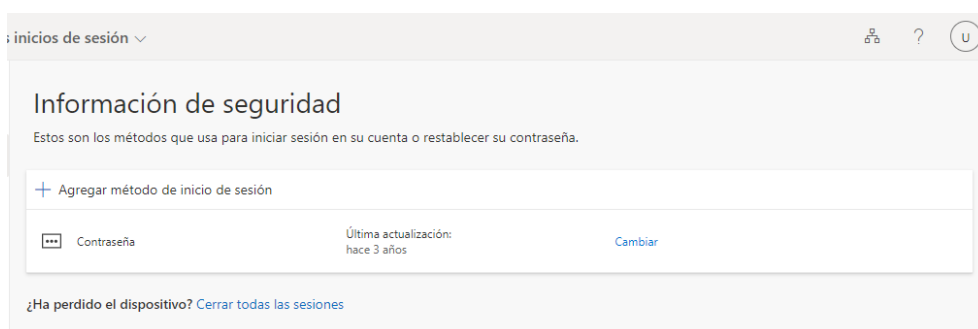 inicios de sesión
?
U
Información de seguridad
Estos son los métodos que usa para iniciar sesión en su cuenta o restablecer su contraseña.
+ Agregar método de inicio de sesión
Contraseña
Última actualización:
hace 3 años
Cambiar
¿Ha perdido el dispositivo? Cerrar todas las sesiones